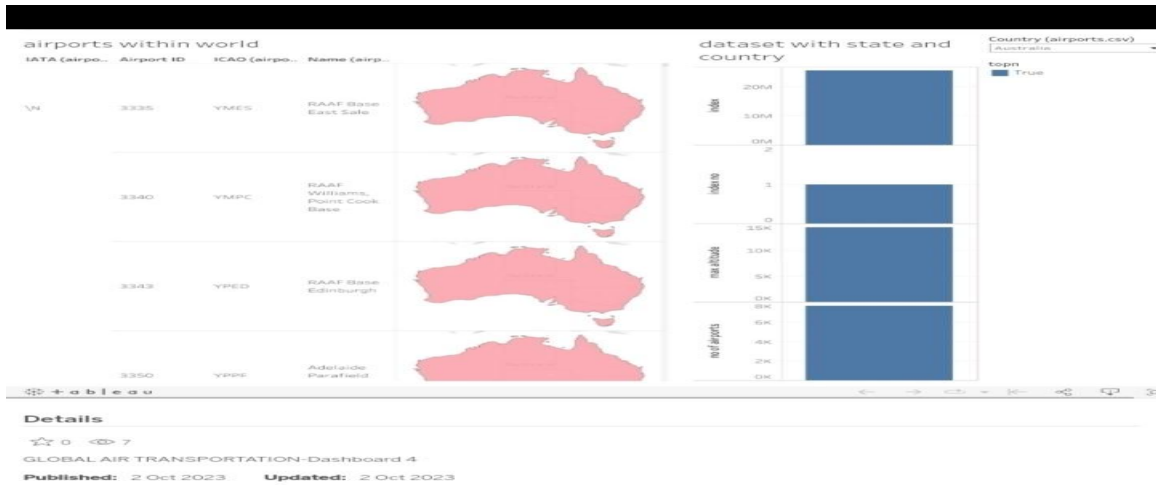 airports within world
IATA (airpo.. Airport ID ICAO (airpo.. Name (airp..
\N 3335 YMES RAAF Base
East Sale
3340 YMPC RAAF
Williams,
Point Cook
Base
3343 YPED RAAF Base
Edinburgh
3350 YPPF Adelaide
Parafield
dataset with state and
country
index
20M
10M
0M
index no
2
1
0
max altitude
15K
10K
5K
0K
no of airports
8K
6K
4K
2K
0K
Country (airports.csv)
Australia
topn
True
+ a b l e a u
Details
0 7
GLOBAL AIR TRANSPORTATION-Dashboard 4
Published: 2 Oct 2023 Updated: 2 Oct 2023